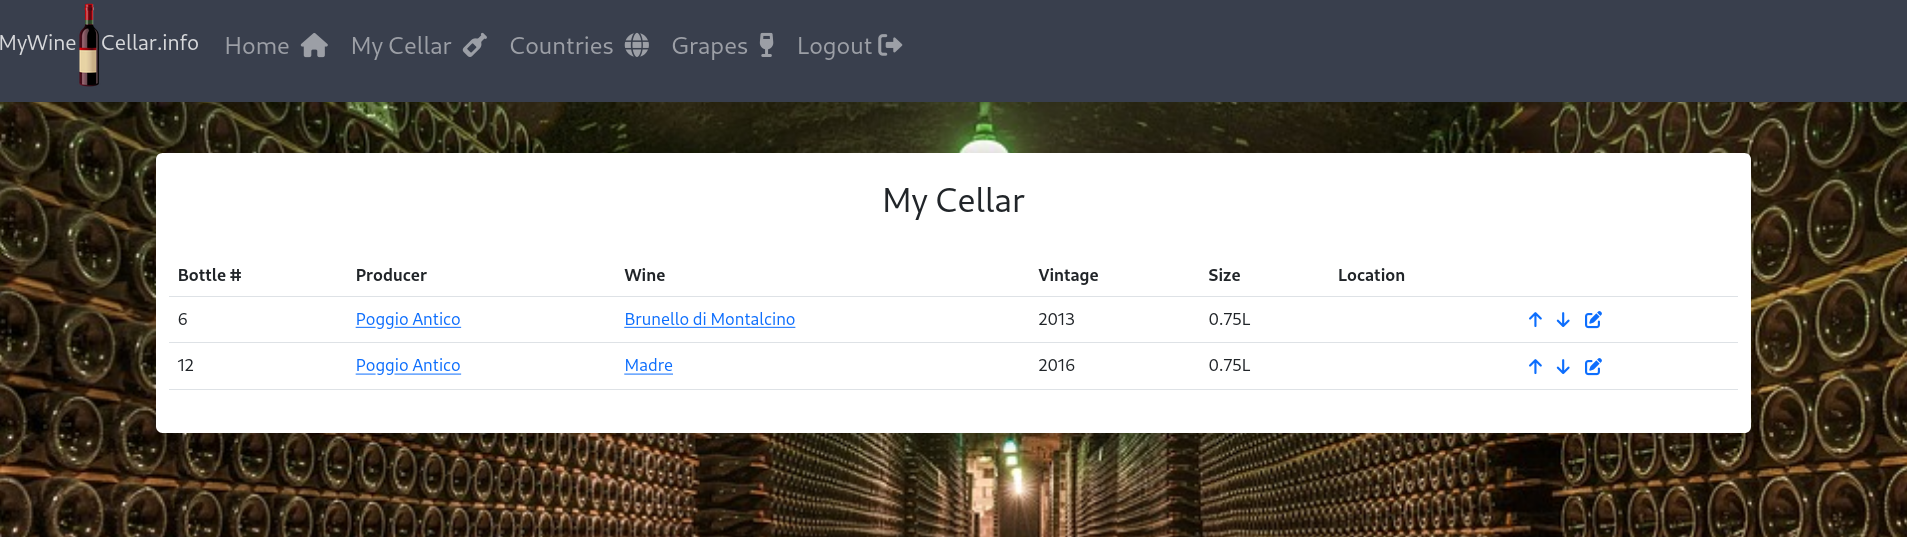 MyWine Cellar.info Home My Cellar Countries Grapes Logout
My Cellar
Bottle # Producer Wine Vintage Size Location
6 Poggio Antico Brunello di Montalcino 2013 0.75L
12 Poggio Antico Madre 2016 0.75L